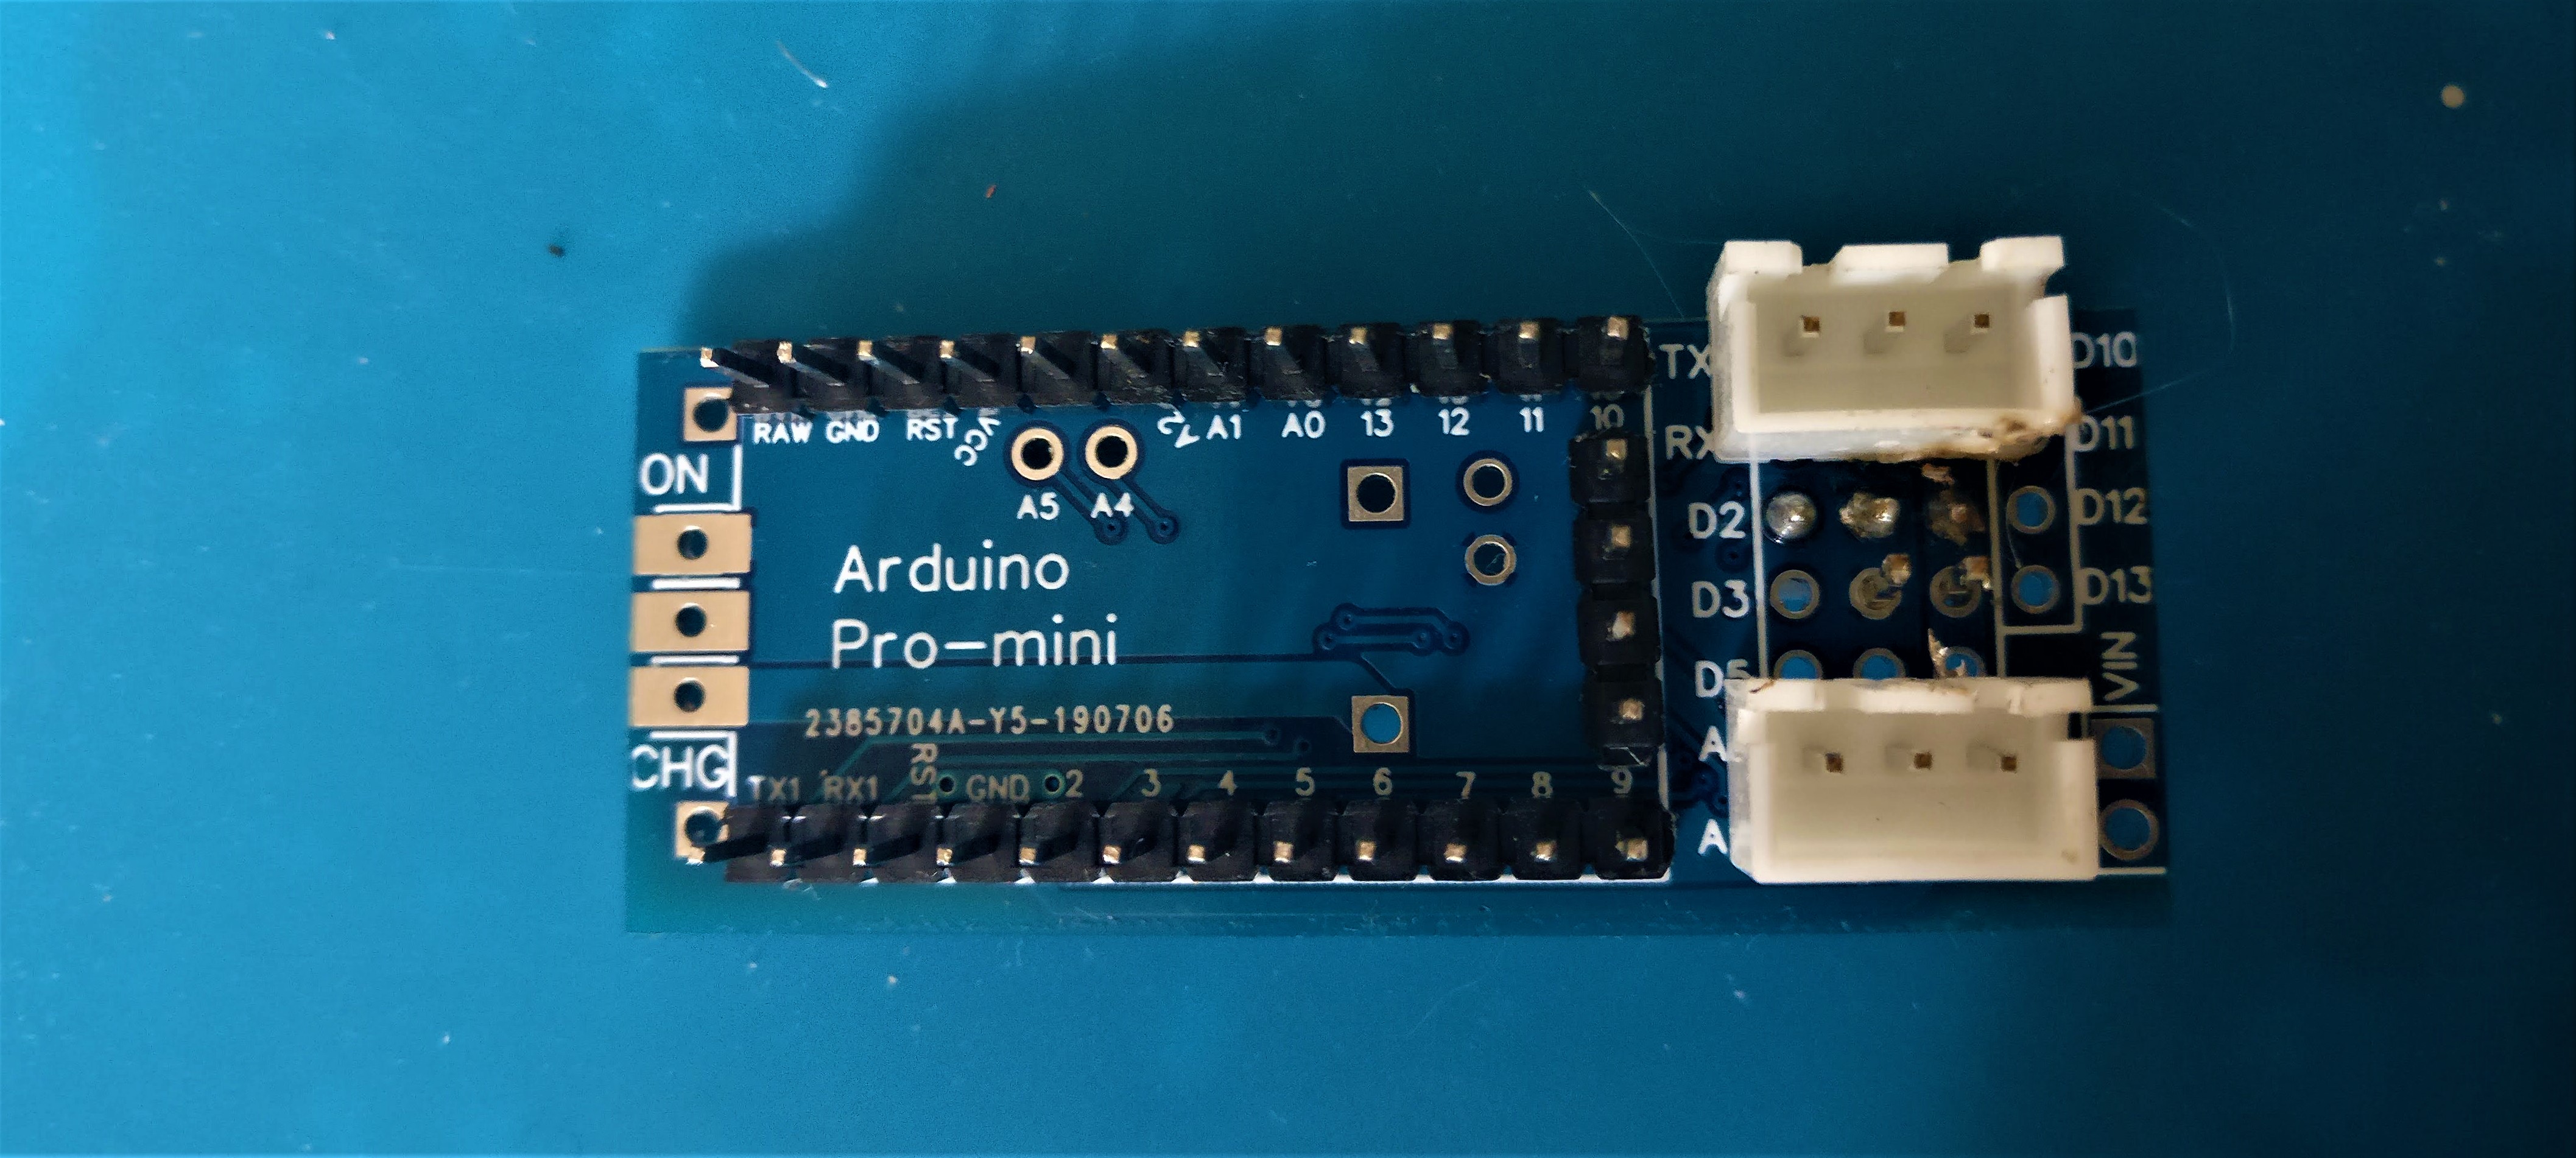 RAW GND RST VCC A1 A0 13 12 11 10
TX
D10
RX
D11
ON
A5 A4
D2
D12
Arduino
D3
D13
Pro-mini
D5
VIN
2385704A-Y5-190706
A
CHG
TX1 RX1 RST GND 2 3 4 5 6 7 8 9
A